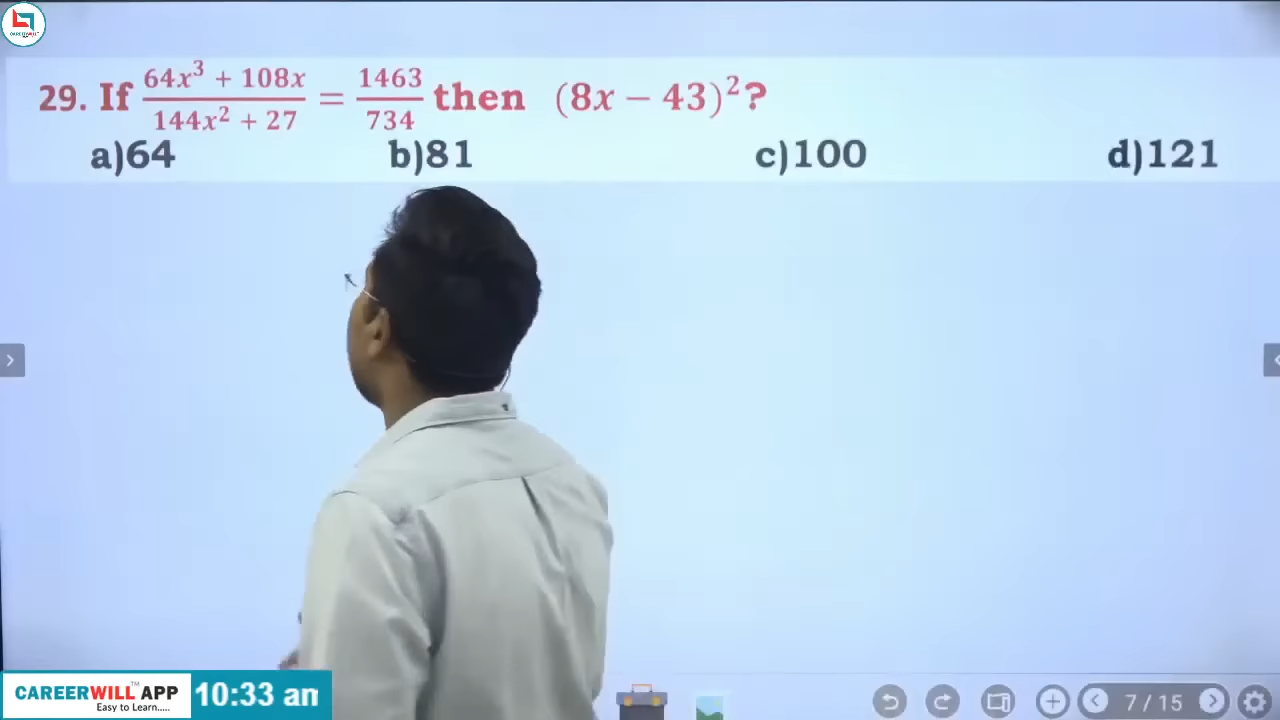 CAREERWILL
29. If \frac{64x^3 + 108x}{144x^2 + 27} = \frac{1463}{734} then (8x − 43)^2?
a)64 b)81 c)100 d)121
CAREERWILL™ APP
Easy to Learn.....
10:33 an
7 / 15